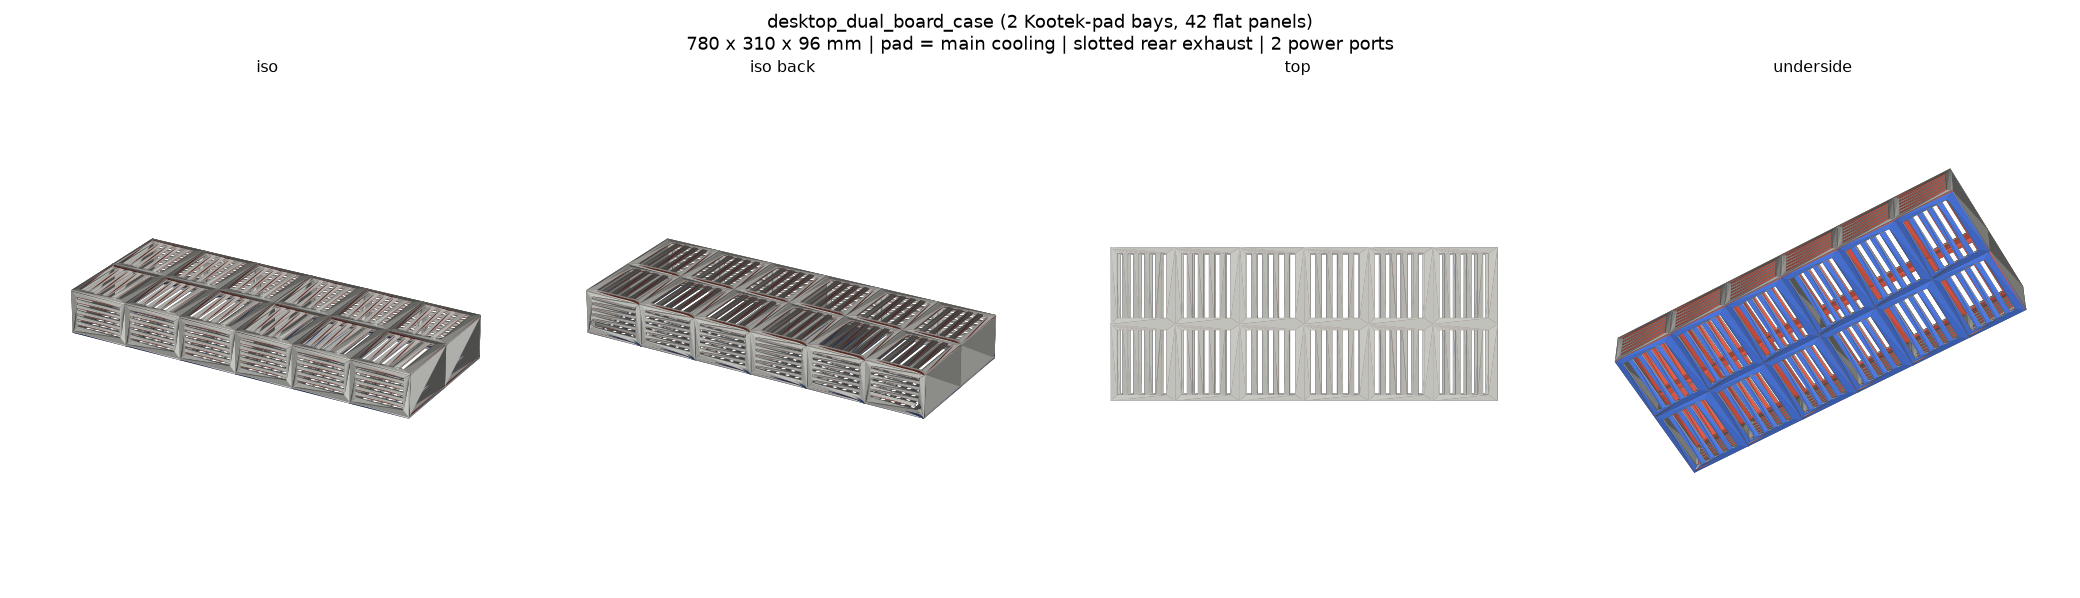 desktop_dual_board_case (2 Kootek-pad bays, 42 flat panels)
780 x 310 x 96 mm | pad = main cooling | slotted rear exhaust | 2 power ports
iso
iso back
top
underside